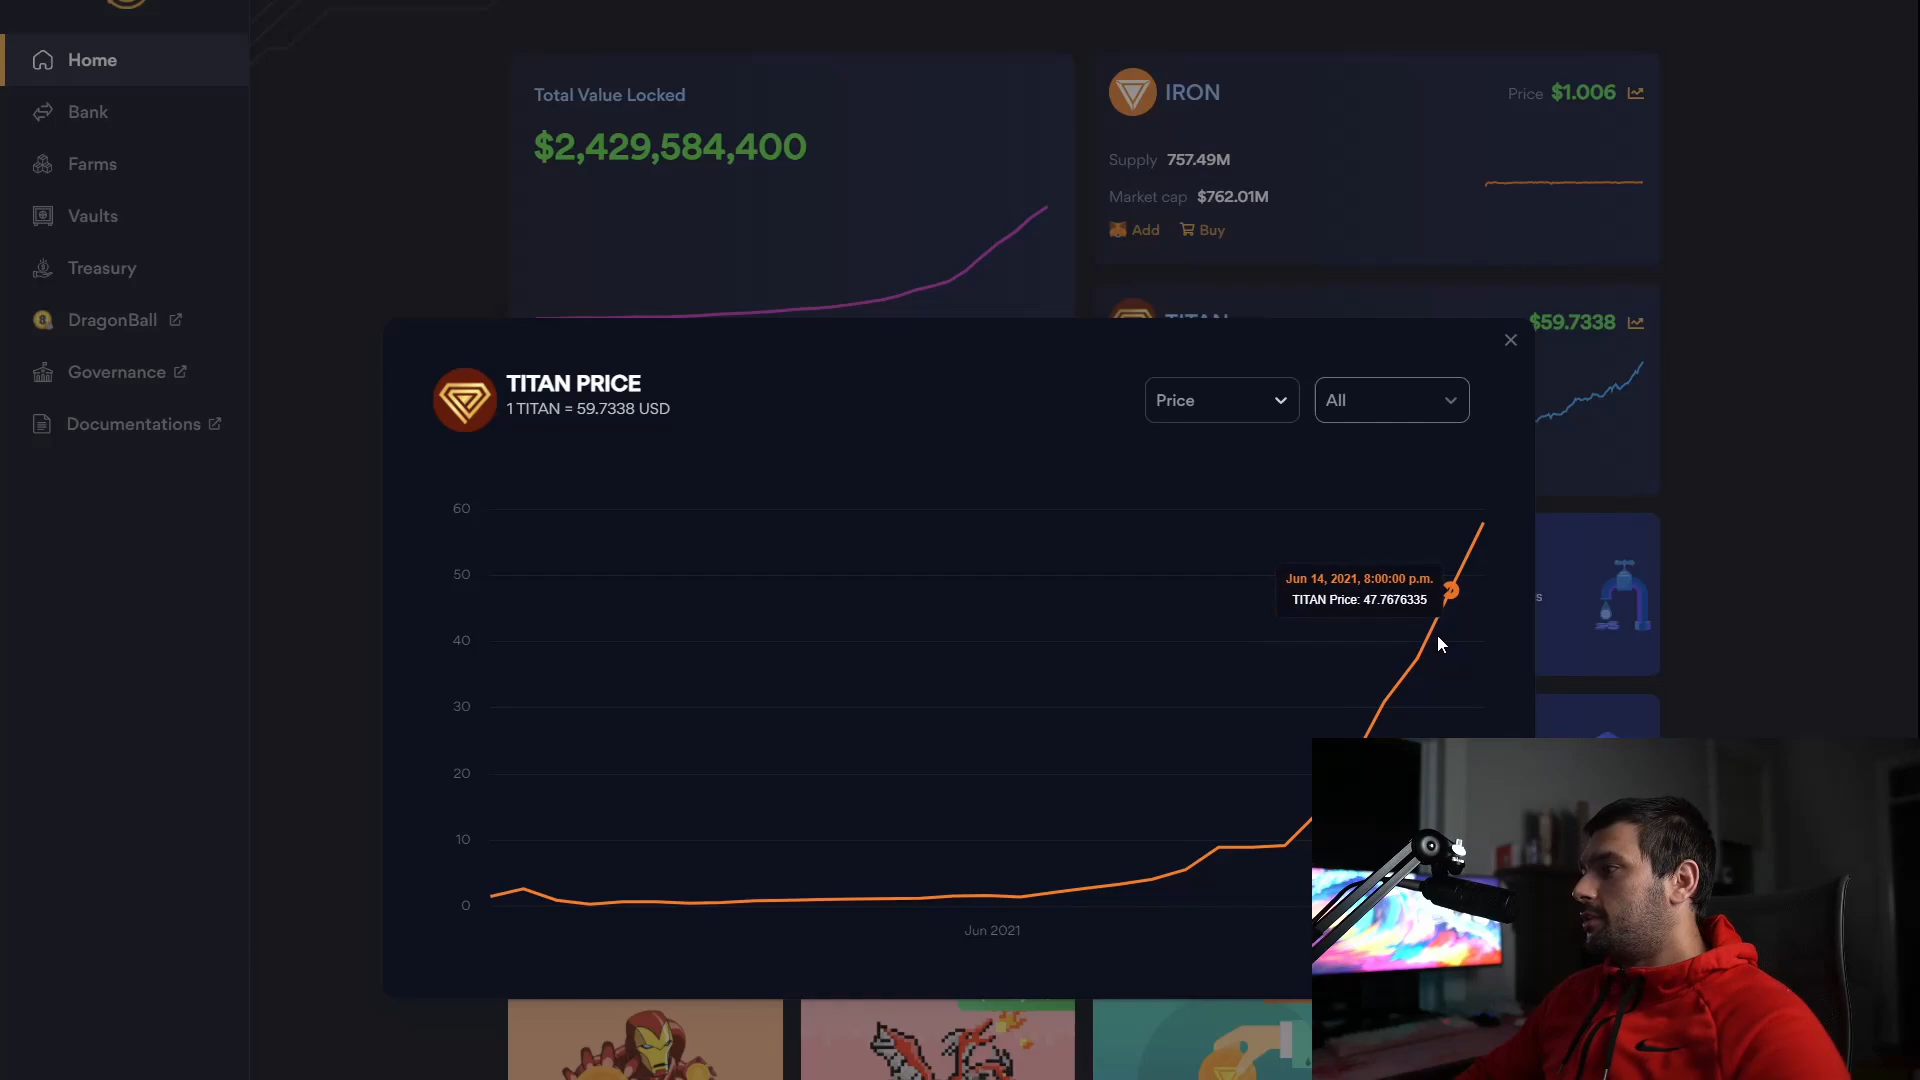 Home
Bank
Farms
Vaults
Treasury
DragonBall
Governance
Documentations
Total Value Locked
$2,429,584,400
IRON
Price $1.006
Supply 757.49M
Market cap $762.01M
Add Buy
TITAN
$59.7338
TITAN PRICE
1 TITAN = 59.7338 USD
Price
All
60
50
40
30
20
10
0
Jun 14, 2021, 8:00:00 p.m.
TITAN Price: 47.7676335
s
Jun 2021